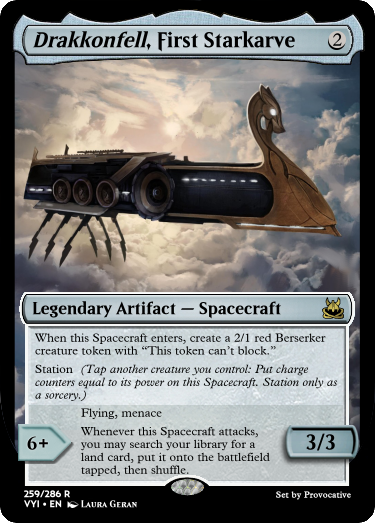 Drakkonfell, First Starkarve 2
Legendary Artifact — Spacecraft
When this Spacecraft enters, create a 2/1 red Berserker
creature token with “This token can’t block.”
Station (Tap another creature you control: Put charge
counters equal to its power on this Spacecraft. Station only as
a sorcery.)
Flying, menace
6+
Whenever this Spacecraft attacks,
you may search your library for a
land card, put it onto the battlefield
tapped, then shuffle.
3/3
259/286 R
VYI • EN Laura Geran
Set by Provocative